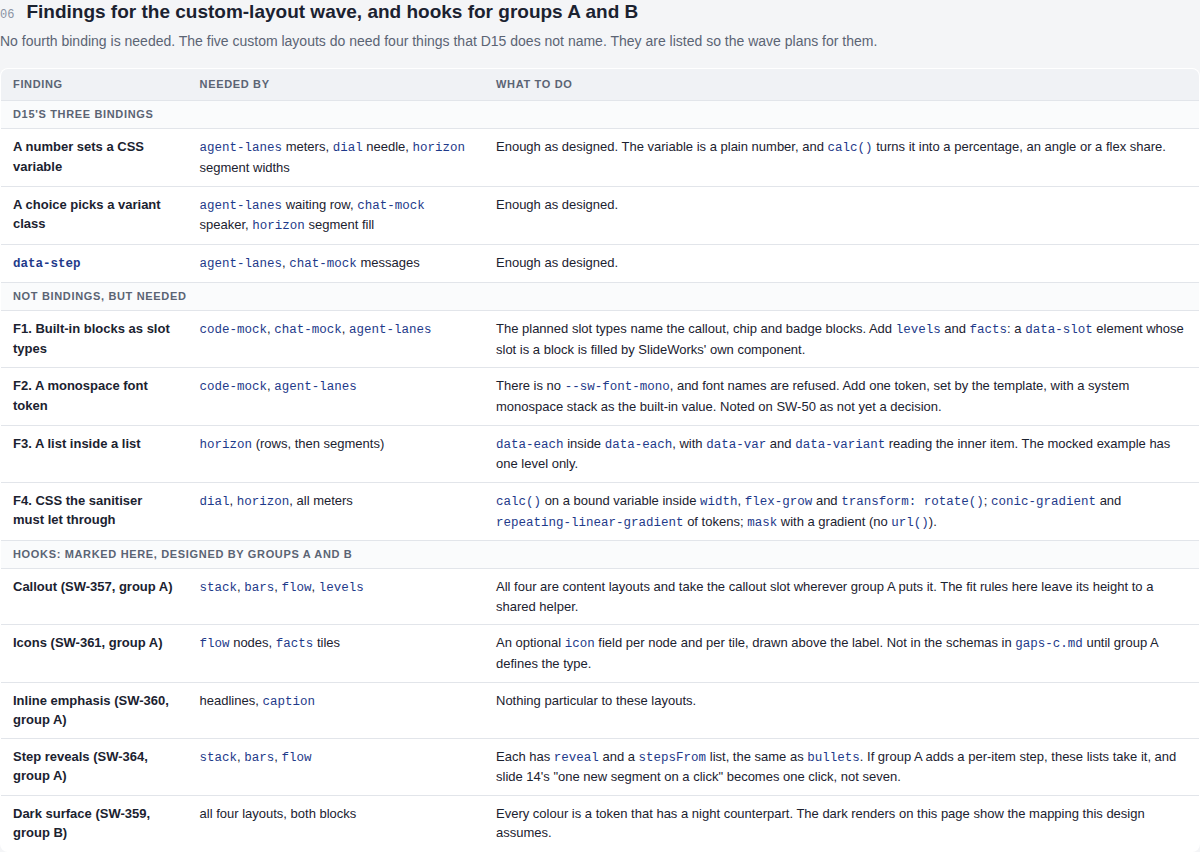 06 Findings for the custom-layout wave, and hooks for groups A and B
No fourth binding is needed. The five custom layouts do need four things that D15 does not name. They are listed so the wave plans for them.
FINDING NEEDED BY WHAT TO DO
D15'S THREE BINDINGS
A number sets a CSS
variable
agent-lanes meters, dial needle, horizon
segment widths
Enough as designed. The variable is a plain number, and calc() turns it into a percentage, an angle or a flex share.
A choice picks a variant
class
agent-lanes waiting row, chat-mock
speaker, horizon segment fill
Enough as designed.
data-step
agent-lanes, chat-mock messages
Enough as designed.
NOT BINDINGS, BUT NEEDED
F1. Built-in blocks as slot
types
code-mock, chat-mock, agent-lanes
The planned slot types name the callout, chip and badge blocks. Add levels and facts: a data-slot element whose
slot is a block is filled by SlideWorks' own component.
F2. A monospace font
token
code-mock, agent-lanes
There is no --sw-font-mono, and font names are refused. Add one token, set by the template, with a system
monospace stack as the built-in value. Noted on SW-50 as not yet a decision.
F3. A list inside a list
horizon (rows, then segments)
data-each inside data-each, with data-var and data-variant reading the inner item. The mocked example has
one level only.
F4. CSS the sanitiser
must let through
dial, horizon, all meters
calc() on a bound variable inside width, flex-grow and transform: rotate(); conic-gradient and
repeating-linear-gradient of tokens; mask with a gradient (no url()).
HOOKS: MARKED HERE, DESIGNED BY GROUPS A AND B
Callout (SW-357, group A)
stack, bars, flow, levels
All four are content layouts and take the callout slot wherever group A puts it. The fit rules here leave its height to a
shared helper.
Icons (SW-361, group A)
flow nodes, facts tiles
An optional icon field per node and per tile, drawn above the label. Not in the schemas in gaps-c.md until group A
defines the type.
Inline emphasis (SW-360,
group A)
headlines, caption
Nothing particular to these layouts.
Step reveals (SW-364,
group A)
stack, bars, flow
Each has reveal and a stepsFrom list, the same as bullets. If group A adds a per-item step, these lists take it, and
slide 14's "one new segment on a click" becomes one click, not seven.
Dark surface (SW-359,
group B)
all four layouts, both blocks
Every colour is a token that has a night counterpart. The dark renders on this page show the mapping this design
assumes.